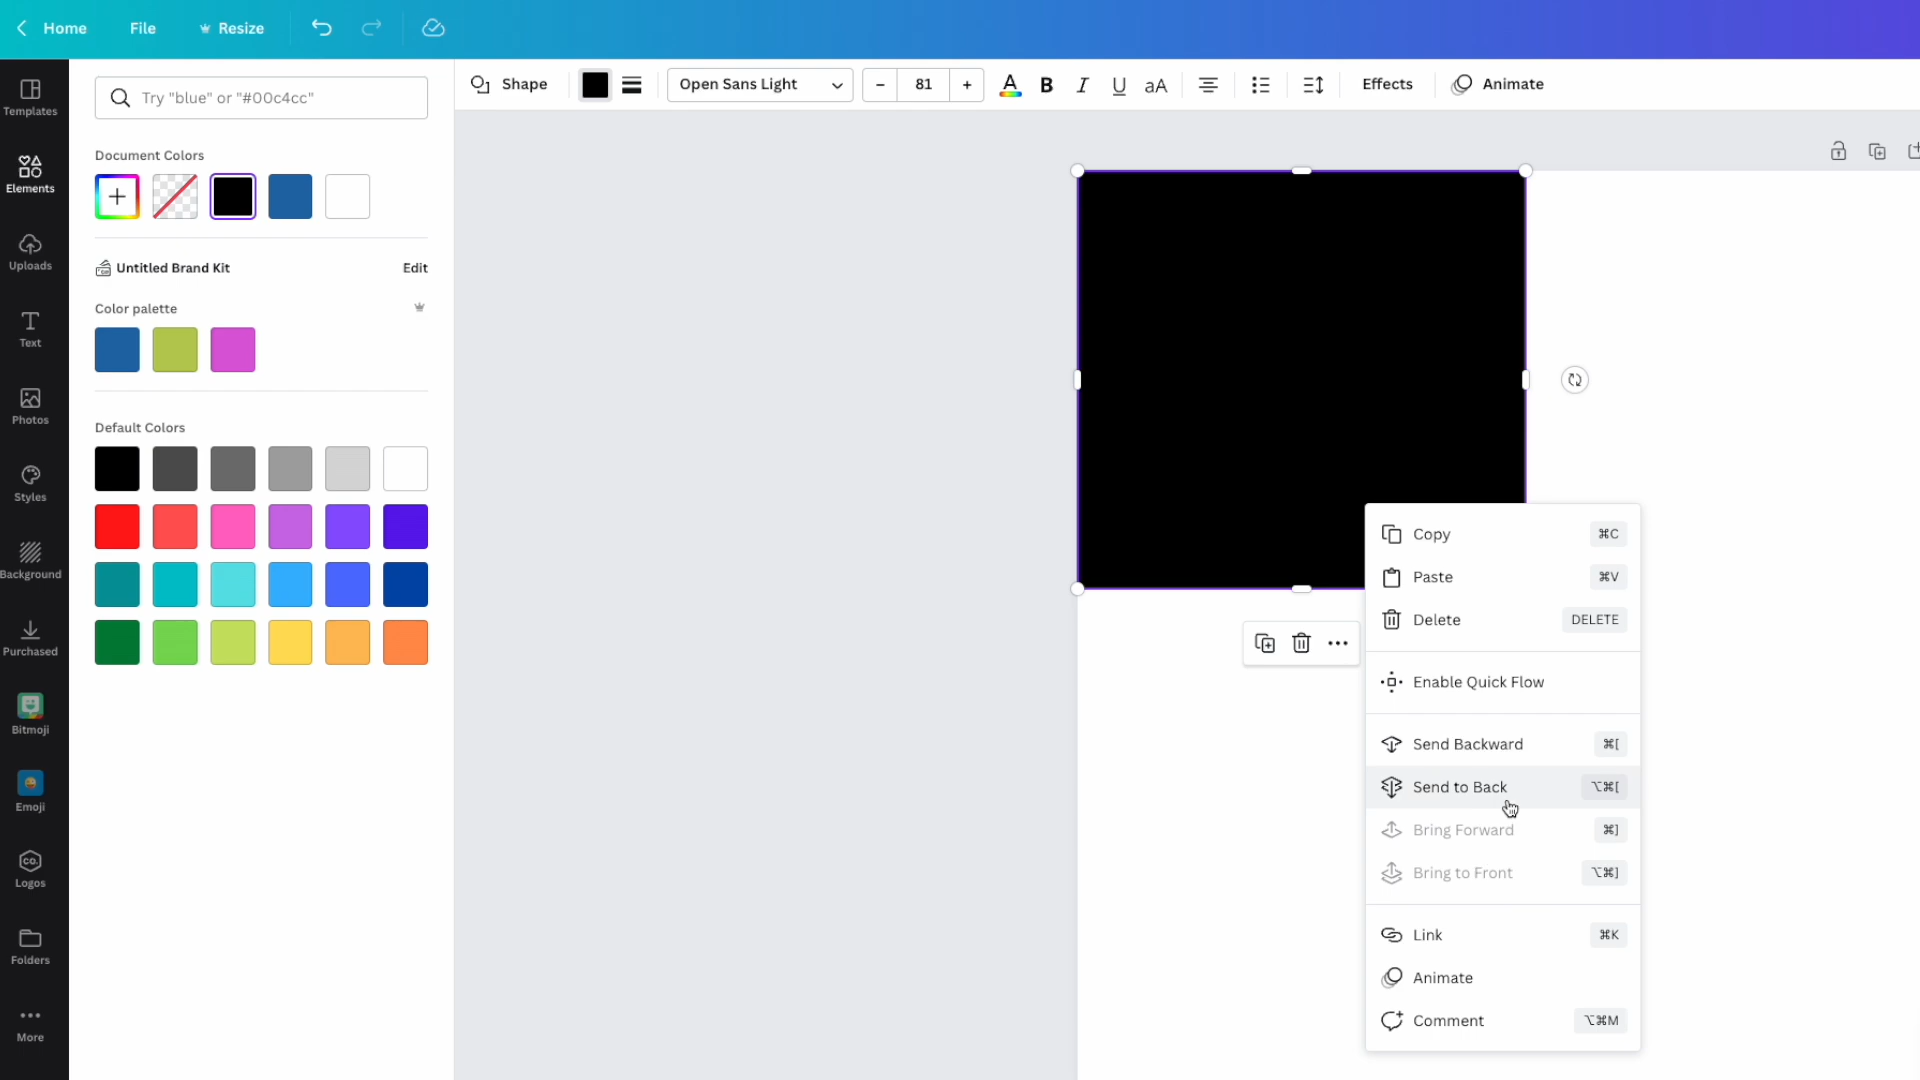 Home File Resize
Templates
Elements
Uploads
Text
Photos
Styles
Background
Purchased
Bitmoji
Emoji
CO.
Logos
Folders
More
Try "blue" or "#00c4cc"
Document Colors
Untitled Brand Kit Edit
Color palette
Default Colors
Shape Open Sans Light - 81 + A B I U aA Effects Animate
Copy ⌘C
Paste ⌘V
Delete DELETE
Enable Quick Flow
Send Backward ⌘[
Send to Back ⌥⌘[
Bring Forward ⌘]
Bring to Front ⌥⌘]
Link ⌘K
Animate
Comment ⌥⌘M